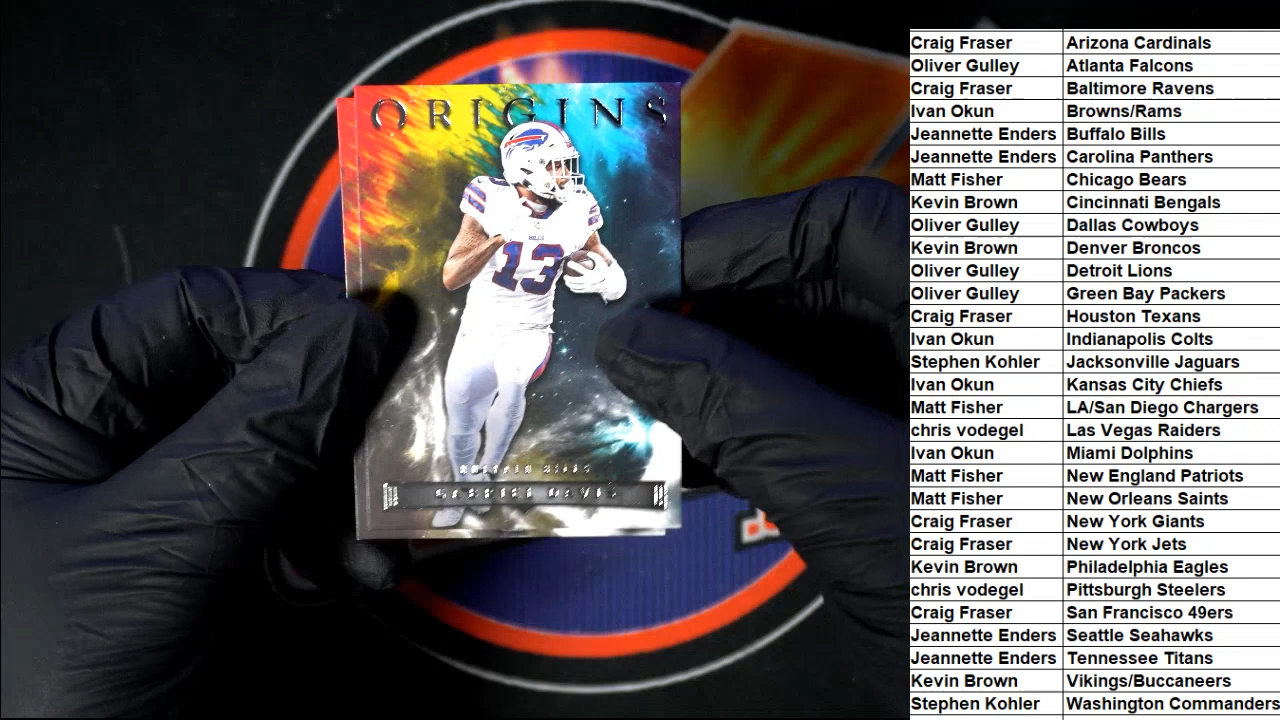 ORIGINS
BILLS
13
BUFFALO BILLS
GABRIEL DAVIS
Craig Fraser Arizona Cardinals
Oliver Gulley Atlanta Falcons
Craig Fraser Baltimore Ravens
Ivan Okun Browns/Rams
Jeannette Enders Buffalo Bills
Jeannette Enders Carolina Panthers
Matt Fisher Chicago Bears
Kevin Brown Cincinnati Bengals
Oliver Gulley Dallas Cowboys
Kevin Brown Denver Broncos
Oliver Gulley Detroit Lions
Oliver Gulley Green Bay Packers
Craig Fraser Houston Texans
Ivan Okun Indianapolis Colts
Stephen Kohler Jacksonville Jaguars
Ivan Okun Kansas City Chiefs
Matt Fisher LA/San Diego Chargers
chris vodegel Las Vegas Raiders
Ivan Okun Miami Dolphins
Matt Fisher New England Patriots
Matt Fisher New Orleans Saints
Craig Fraser New York Giants
Craig Fraser New York Jets
Kevin Brown Philadelphia Eagles
chris vodegel Pittsburgh Steelers
Craig Fraser San Francisco 49ers
Jeannette Enders Seattle Seahawks
Jeannette Enders Tennessee Titans
Kevin Brown Vikings/Buccaneers
Stephen Kohler Washington Commanders